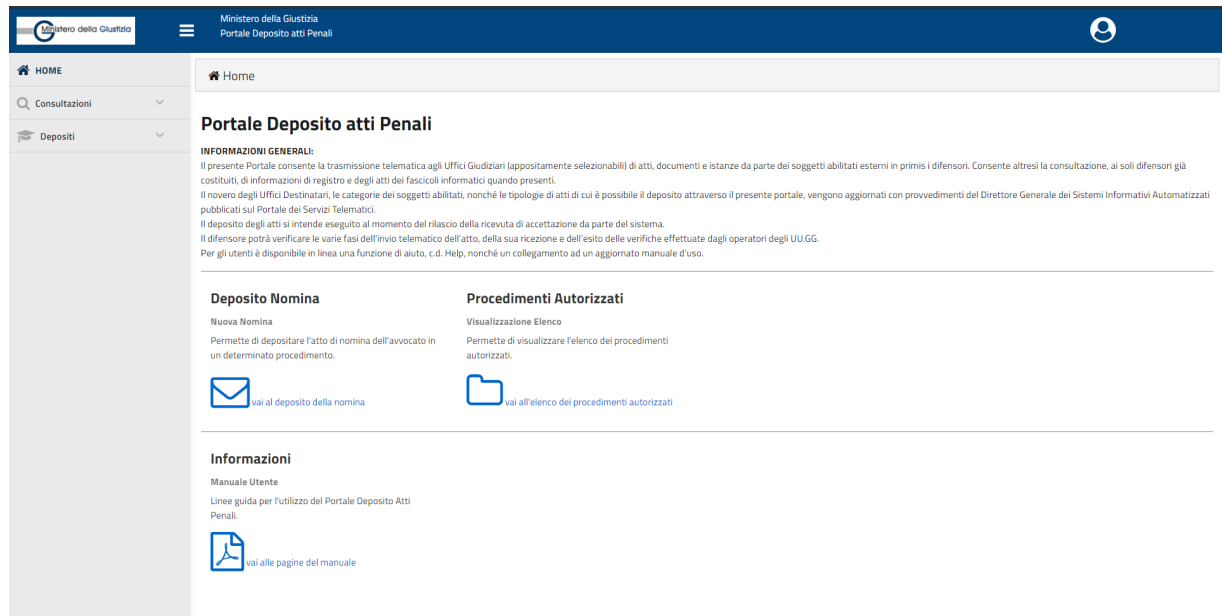 Ministero della Giustizia
Ministero della Giustizia
Portale Deposito atti Penali
HOME
Consultazioni
Depositi
Home
Portale Deposito atti Penali
INFORMAZIONI GENERALI:
Il presente Portale consente la trasmissione telematica agli Uffici Giudiziari (appositamente selezionabili) di atti, documenti e istanze da parte dei soggetti abilitati esterni in primis i difensori. Consente altresì la consultazione, ai soli difensori già
costituiti, di informazioni di registro e degli atti dei fascicoli informatici quando presenti.
Il novero degli Uffici Destinatari, le categorie dei soggetti abilitati, nonché le tipologie di atti di cui è possibile il deposito attraverso il presente portale, vengono aggiornati con provvedimenti del Direttore Generale dei Sistemi Informativi Automatizzati
pubblicati sul Portale dei Servizi Telematici.
Il deposito degli atti si intende eseguito al momento del rilascio della ricevuta di accettazione da parte del sistema.
Il difensore potrà verificare le varie fasi dell'invio telematico dell'atto, della sua ricezione e dell'esito delle verifiche effettuate dagli operatori degli UU.GG.
Per gli utenti è disponibile in linea una funzione di aiuto, c.d. Help, nonché un collegamento ad un aggiornato manuale d'uso.
Deposito Nomina
Nuova Nomina
Permette di depositare l'atto di nomina dell'avvocato in
un determinato procedimento.
vai al deposito della nomina
Procedimenti Autorizzati
Visualizzazione Elenco
Permette di visualizzare l'elenco dei procedimenti
autorizzati.
vai all'elenco dei procedimenti autorizzati
Informazioni
Manuale Utente
Linee guida per l'utilizzo del Portale Deposito Atti
Penali.
vai alle pagine del manuale